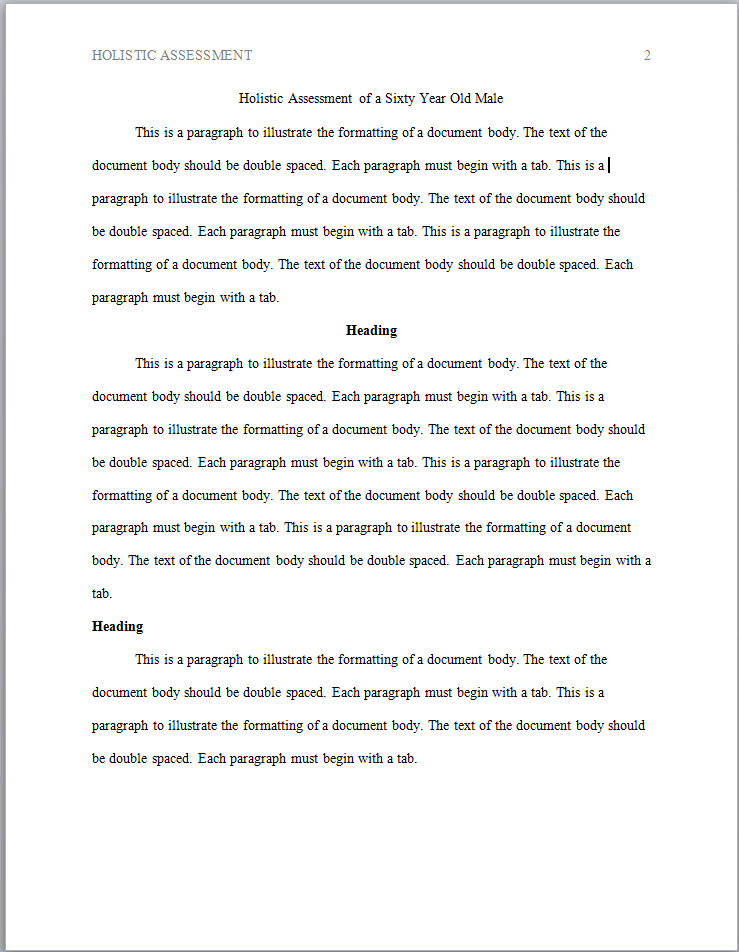 HOLISTIC ASSESSMENT 2
Holistic Assessment of a Sixty Year Old Male
This is a paragraph to illustrate the formatting of a document body. The text of the
document body should be double spaced. Each paragraph must begin with a tab. This is a
paragraph to illustrate the formatting of a document body. The text of the document body should
be double spaced. Each paragraph must begin with a tab. This is a paragraph to illustrate the
formatting of a document body. The text of the document body should be double spaced. Each
paragraph must begin with a tab.
Heading
This is a paragraph to illustrate the formatting of a document body. The text of the
document body should be double spaced. Each paragraph must begin with a tab. This is a
paragraph to illustrate the formatting of a document body. The text of the document body should
be double spaced. Each paragraph must begin with a tab. This is a paragraph to illustrate the
formatting of a document body. The text of the document body should be double spaced. Each
paragraph must begin with a tab. This is a paragraph to illustrate the formatting of a document
body. The text of the document body should be double spaced. Each paragraph must begin with a
tab.
Heading
This is a paragraph to illustrate the formatting of a document body. The text of the
document body should be double spaced. Each paragraph must begin with a tab. This is a
paragraph to illustrate the formatting of a document body. The text of the document body should
be double spaced. Each paragraph must begin with a tab.